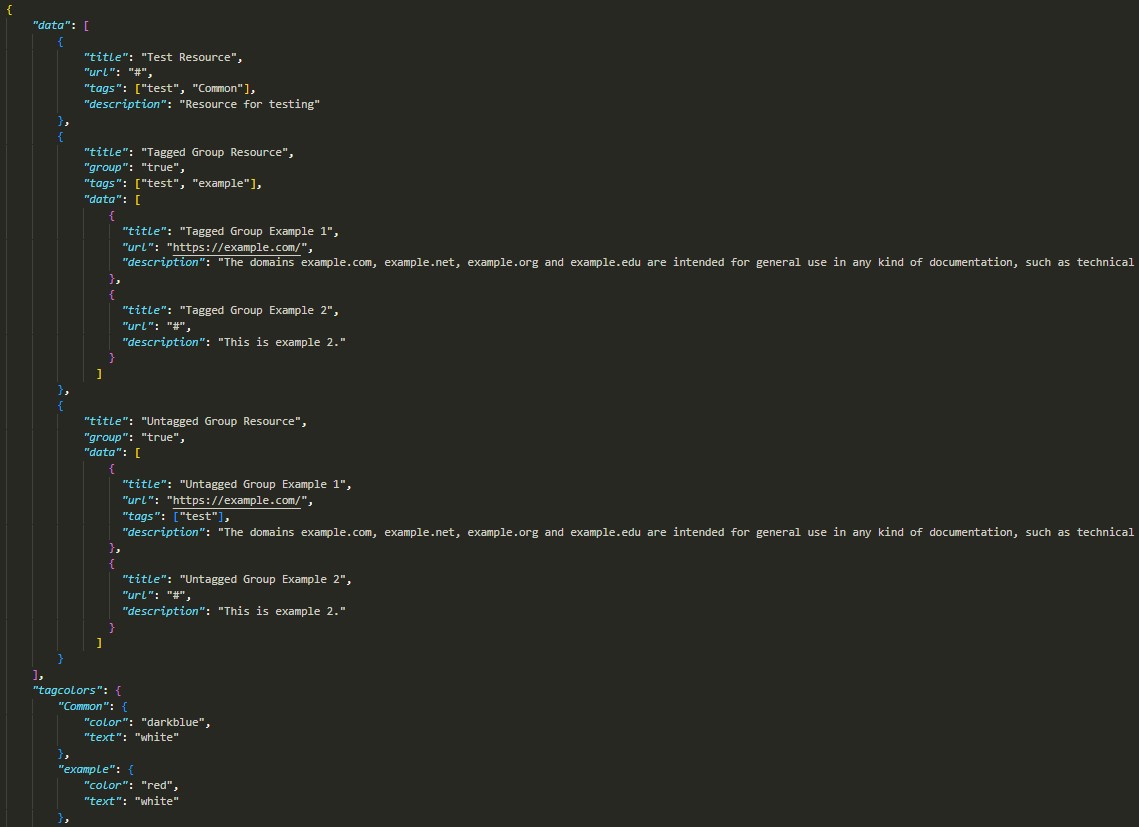 {
"data": [
{
"title": "Test Resource",
"url": "#",
"tags": ["test", "Common"],
"description": "Resource for testing"
},
{
"title": "Tagged Group Resource",
"group": "true",
"tags": ["test", "example"],
"data": [
{
"title": "Tagged Group Example 1",
"url": "https://example.com/",
"description": "The domains example.com, example.net, example.org and example.edu are intended for general use in any kind of documentation, such as technical
},
{
"title": "Tagged Group Example 2",
"url": "#",
"description": "This is example 2."
}
]
},
{
"title": "Untagged Group Resource",
"group": "true",
"data": [
{
"title": "Untagged Group Example 1",
"url": "https://example.com/",
"tags": ["test"],
"description": "The domains example.com, example.net, example.org and example.edu are intended for general use in any kind of documentation, such as technical
},
{
"title": "Untagged Group Example 2",
"url": "#",
"description": "This is example 2."
}
]
}
],
"tagcolors": {
"Common": {
"color": "darkblue",
"text": "white"
},
"example": {
"color": "red",
"text": "white"
},